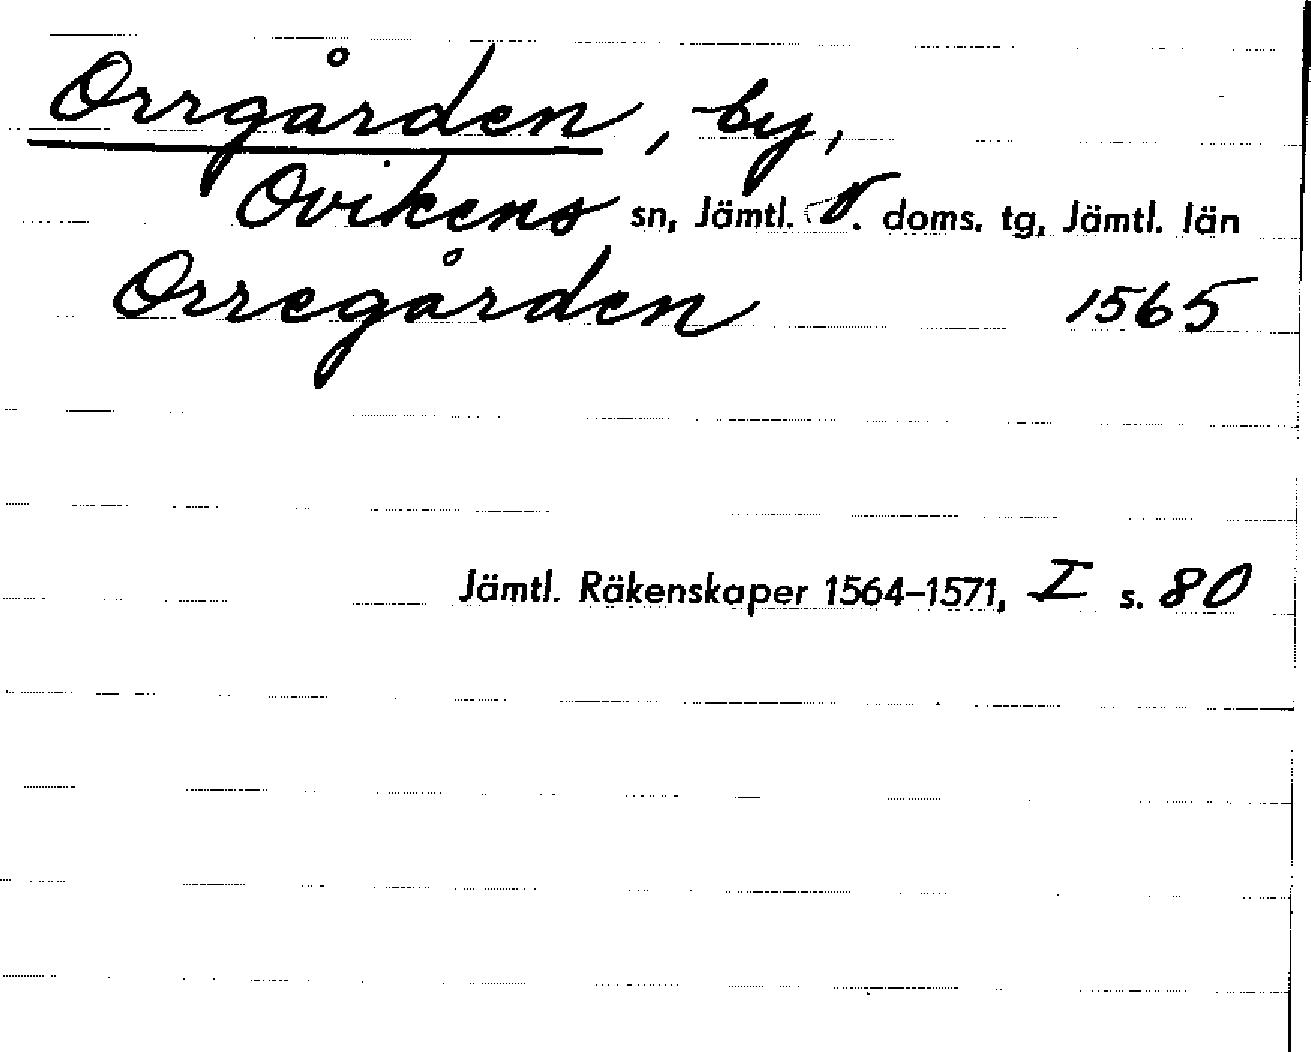 Orrgården, by,
Ovikens sn, Jämtl. V. doms. tg, Jämtl. län
Orregården 1565
Jämtl. Räkenskaper 1564–1571, I s. 80